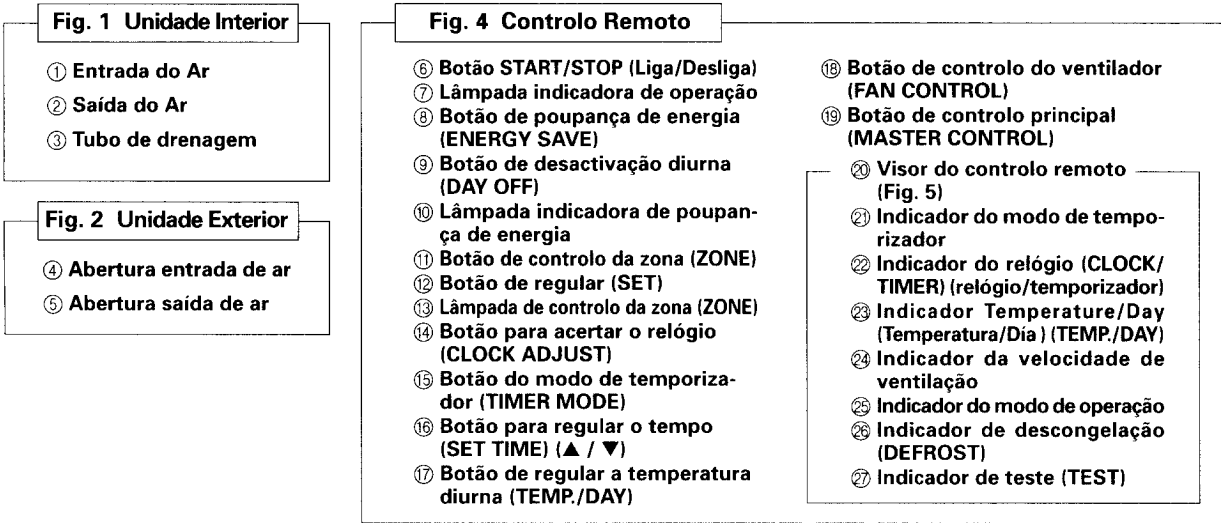 Fig. 1 Unidade Interior
① Entrada do Ar
② Saída do Ar
③ Tubo de drenagem
Fig. 2 Unidade Exterior
④ Abertura entrada de ar
⑤ Abertura saída de ar
Fig. 4 Controlo Remoto
⑥ Botão START/STOP (Liga/Desliga)
⑦ Lâmpada indicadora de operação
⑧ Botão de poupança de energia
(ENERGY SAVE)
⑨ Botão de desactivação diurna
(DAY OFF)
⑩ Lâmpada indicadora de poupan-
ça de energia
⑪ Botão de controlo da zona (ZONE)
⑫ Botão de regular (SET)
⑬ Lâmpada de controlo da zona (ZONE)
⑭ Botão para acertar o relógio
(CLOCK ADJUST)
⑮ Botão do modo de temporiza-
dor (TIMER MODE)
⑯ Botão para regular o tempo
(SET TIME) (▲ / ▼)
⑰ Botão de regular a temperatura
diurna (TEMP./DAY)
⑱ Botão de controlo do ventilador
(FAN CONTROL)
⑲ Botão de controlo principal
(MASTER CONTROL)
⑳ Visor do controlo remoto
(Fig. 5)
㉑ Indicador do modo de tempo-
rizador
㉒ Indicador do relógio (CLOCK/
TIMER) (relógio/temporizador)
㉓ Indicador Temperature/Day
(Temperatura/Día ) (TEMP./DAY)
㉔ Indicador da velocidade de
ventilação
㉕ Indicador do modo de operação
㉖ Indicador de descongelação
(DEFROST)
㉗ Indicador de teste (TEST)